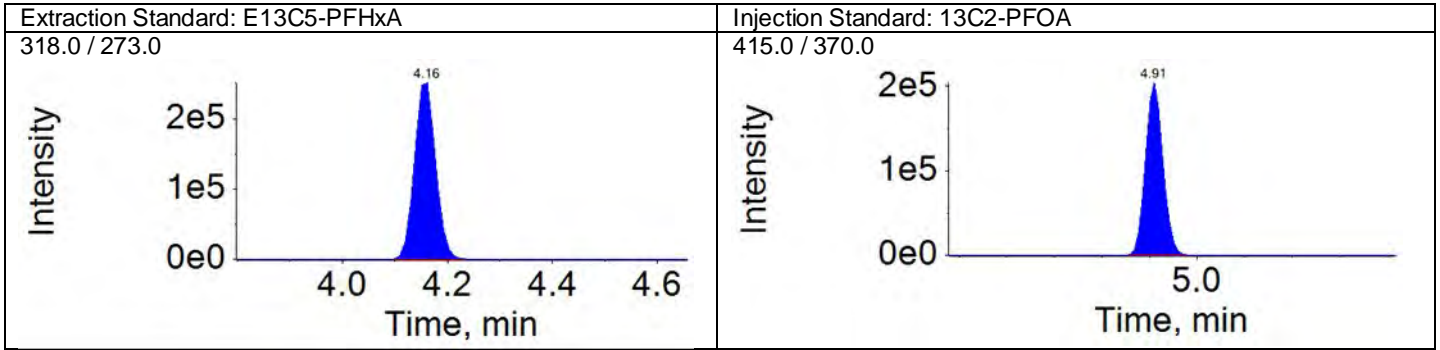 Extraction Standard: E13C5-PFHxA
318.0 / 273.0
4.16
2e5
1e5
0e0
Intensity
4.0 4.2 4.4 4.6
Time, min
Injection Standard: 13C2-PFOA
415.0 / 370.0
4.91
2e5
1e5
0e0
Intensity
5.0
Time, min